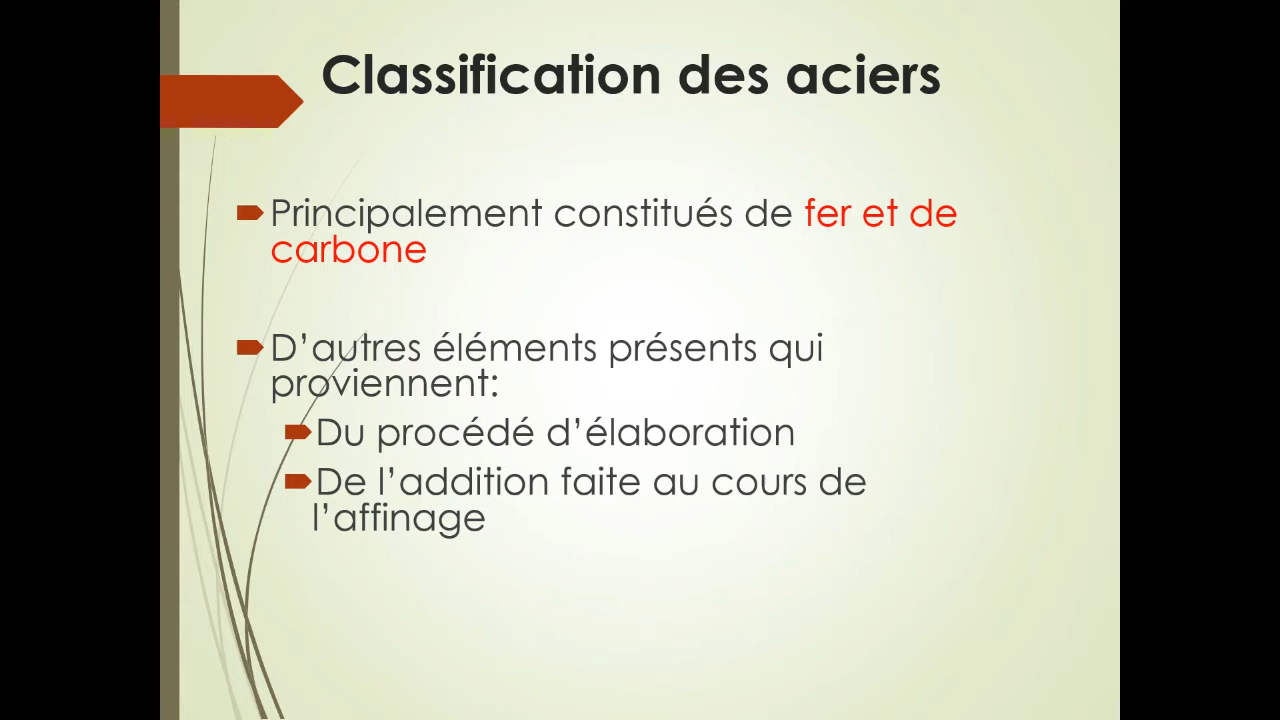 Classification des aciers
Principalement constitués de fer et de
carbone
D’autres éléments présents qui
proviennent:
Du procédé d’élaboration
De l’addition faite au cours de
l’affinage